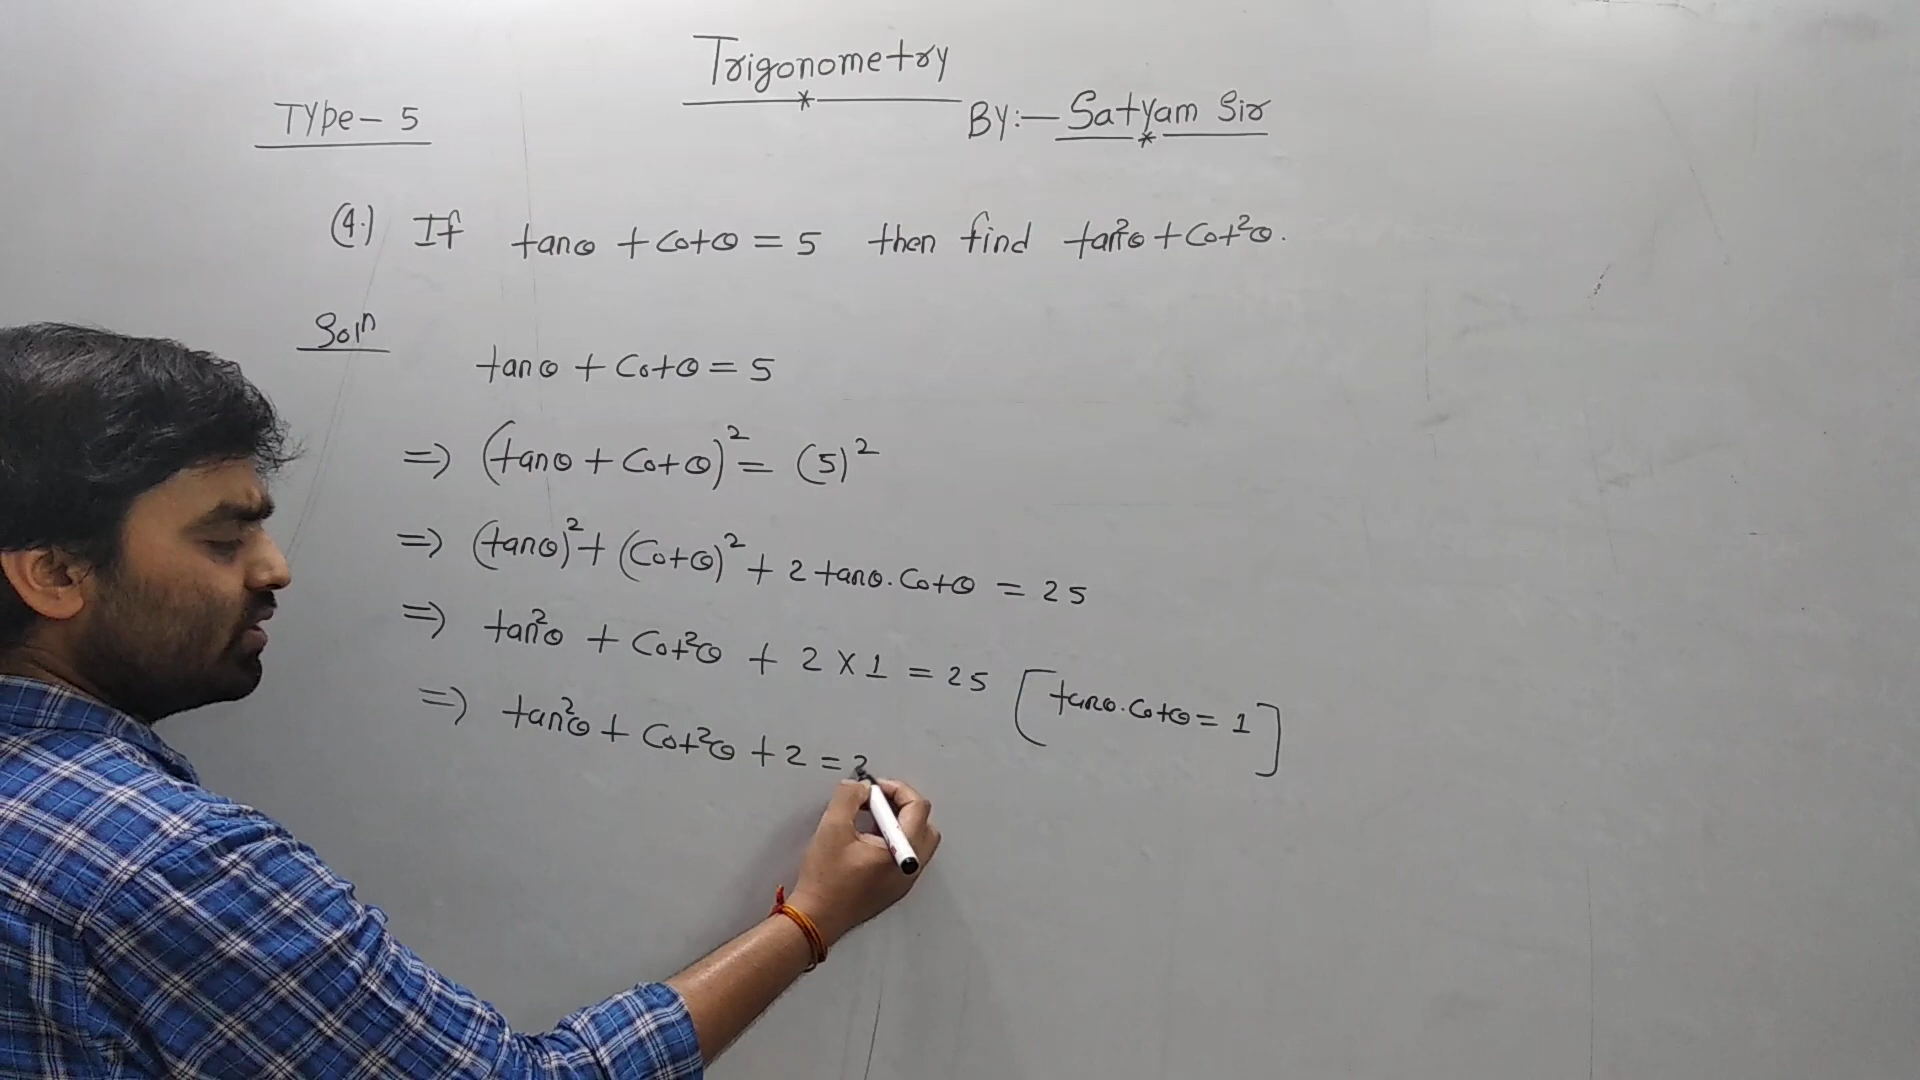 Trigonometry
TYPE - 5
BY:- Satyam Sir
(4.) If tanθ + Cotθ = 5 then find tan²θ + Cot²θ.
Solⁿ
tanθ + Cotθ = 5
=> (tanθ + Cotθ)² = (5)²
=> (tanθ)² + (Cotθ)² + 2 tanθ. Cotθ = 25
=> tan²θ + Cot²θ + 2 X 1 = 25 [tanθ. Cotθ = 1]
=> tan²θ + Cot²θ + 2 = 2